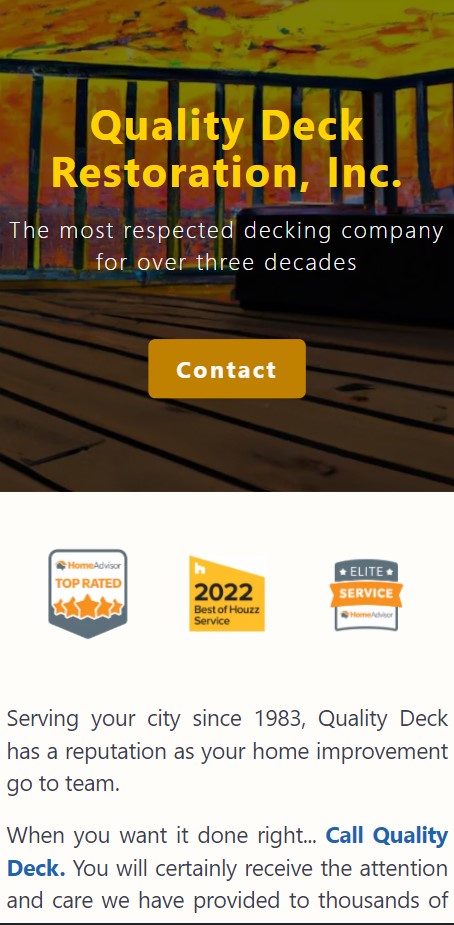 Quality Deck
Restoration, Inc.
The most respected decking company
for over three decades
Contact
HomeAdvisor
TOP RATED
2022
Best of Houzz
Service
ELITE
SERVICE
HomeAdvisor
Serving your city since 1983, Quality Deck
has a reputation as your home improvement
go to team.
When you want it done right... Call Quality
Deck. You will certainly receive the attention
and care we have provided to thousands of